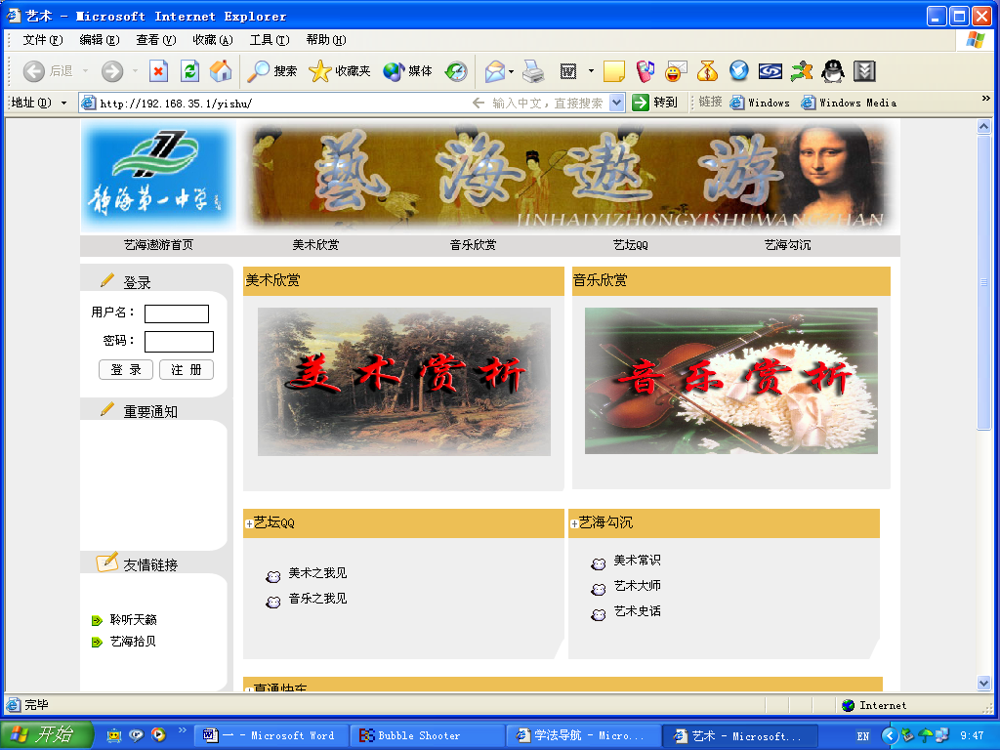 艺术 - Microsoft Internet Explorer
文件(F) 编辑(E) 查看(V) 收藏(A) 工具(T) 帮助(H)
后退 搜索 收藏夹 媒体
地址(D) http://192.168.35.1/yishu/ 输入中文，直接搜索 转到 链接 Windows Windows Media
静海第一中学
藝海遨游
JINHAIYIZHONGYISHUWANGZHAN
艺海遨游首页 美术欣赏 音乐欣赏 艺坛QQ 艺海勾沉
登录
用户名：
密码：
登 录 注 册
重要通知
友情链接
聆听天籁
艺海拾贝
美术欣赏
美术赏析
音乐欣赏
音乐赏析
艺坛QQ
美术之我见
音乐之我见
艺海勾沉
美术常识
艺术大师
艺术史话
直通快车
完毕 Internet
开始 一 - Microsoft Word Bubble Shooter 学法导航 - Micro... 艺术 - Microsoft... EN 9:47